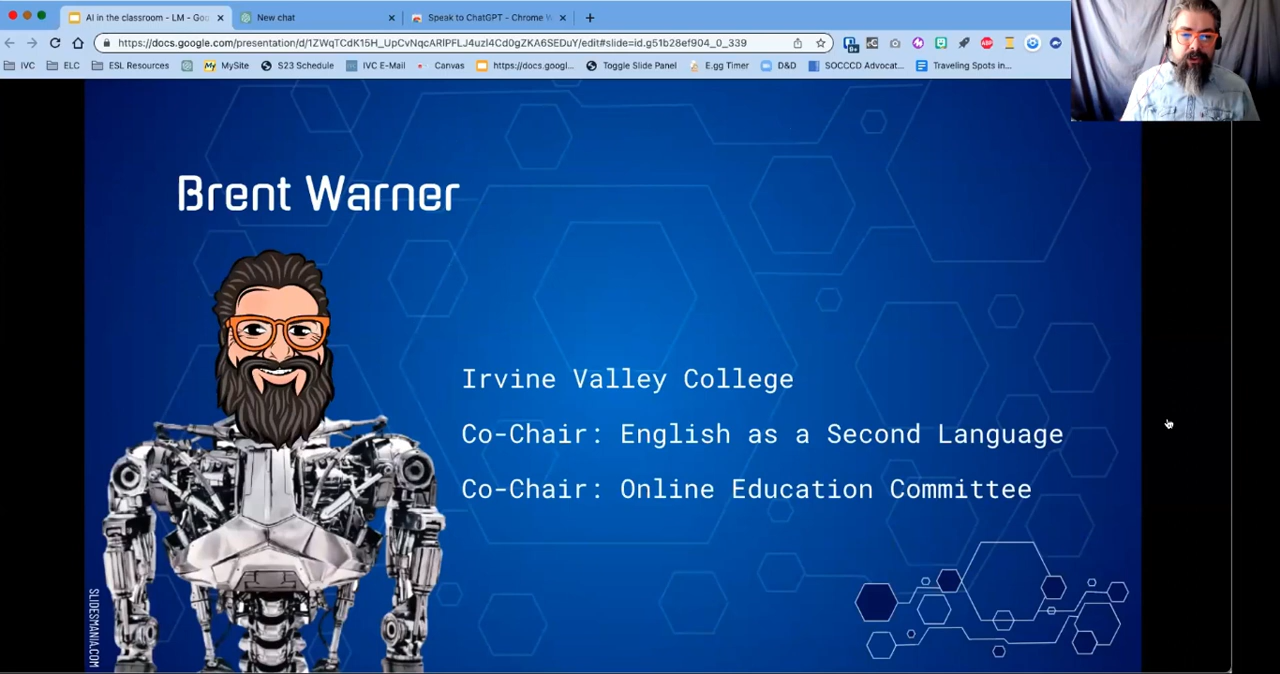 AI in the classroom - LM - Goo
New chat
Speak to ChatGPT - Chrome W
https://docs.google.com/presentation/d/1ZWqTCdK15H_UpCvNqcARlPFLJ4uzl4Cd0gZKA6SEDuY/edit#slide=id.g51b28ef904_0_339
IVC
ELC
ESL Resources
MySite
S23 Schedule
IVC E-Mail
Canvas
https://docs.googl...
Toggle Slide Panel
E.gg Timer
D&D
SOCCCD Advocat...
Traveling Spots in...
Brent Warner
Irvine Valley College
Co-Chair: English as a Second Language
Co-Chair: Online Education Committee
SLIDESMANIA.COM